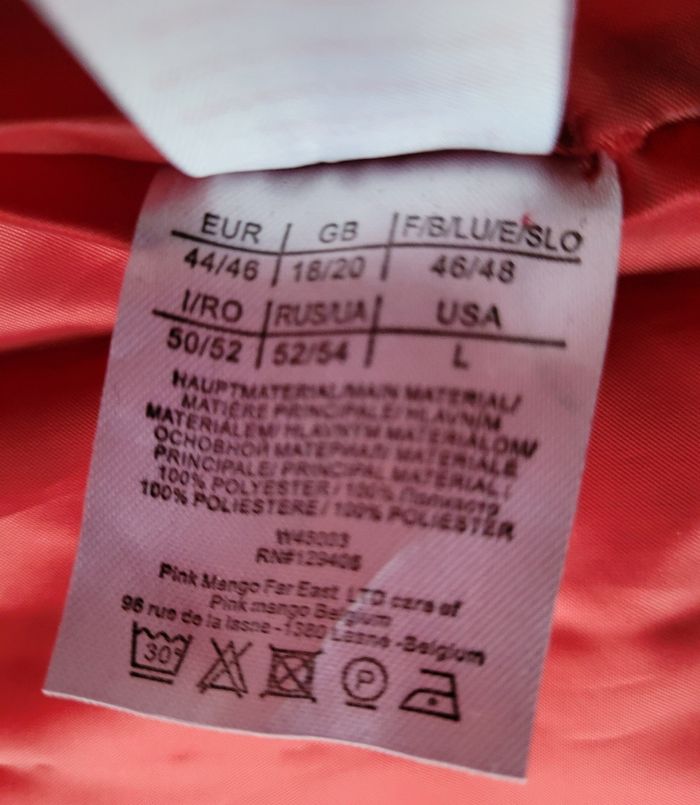 EUR | GB | F/B/LU/E/SLO
44/46 | 18/20 | 46/48
I/RO | RUS/UA | USA
50/52 | 52/54 | L
HAUPTMATERIAL/MAIN MATERIAL/
MATIÈRE PRINCIPALE/ HLAVNÍM
MATERIÁLEM/ HLAVNÝM MATERIÁLOM/
ОСНОВНОЙ МАТЕРИАЛ/ MATERIALE
PRINCIPALE/ PRINCIPAL MATERIAL:
100% POLYESTER / 100% Полиэстр
100% POLIESTERE / 100% POLIESTER
W45003
RN#129406
Pink Mango Far East LTD care of
Pink mango Belgium
96 rue de la lasne -1380 Lasne -Belgium
30°
P